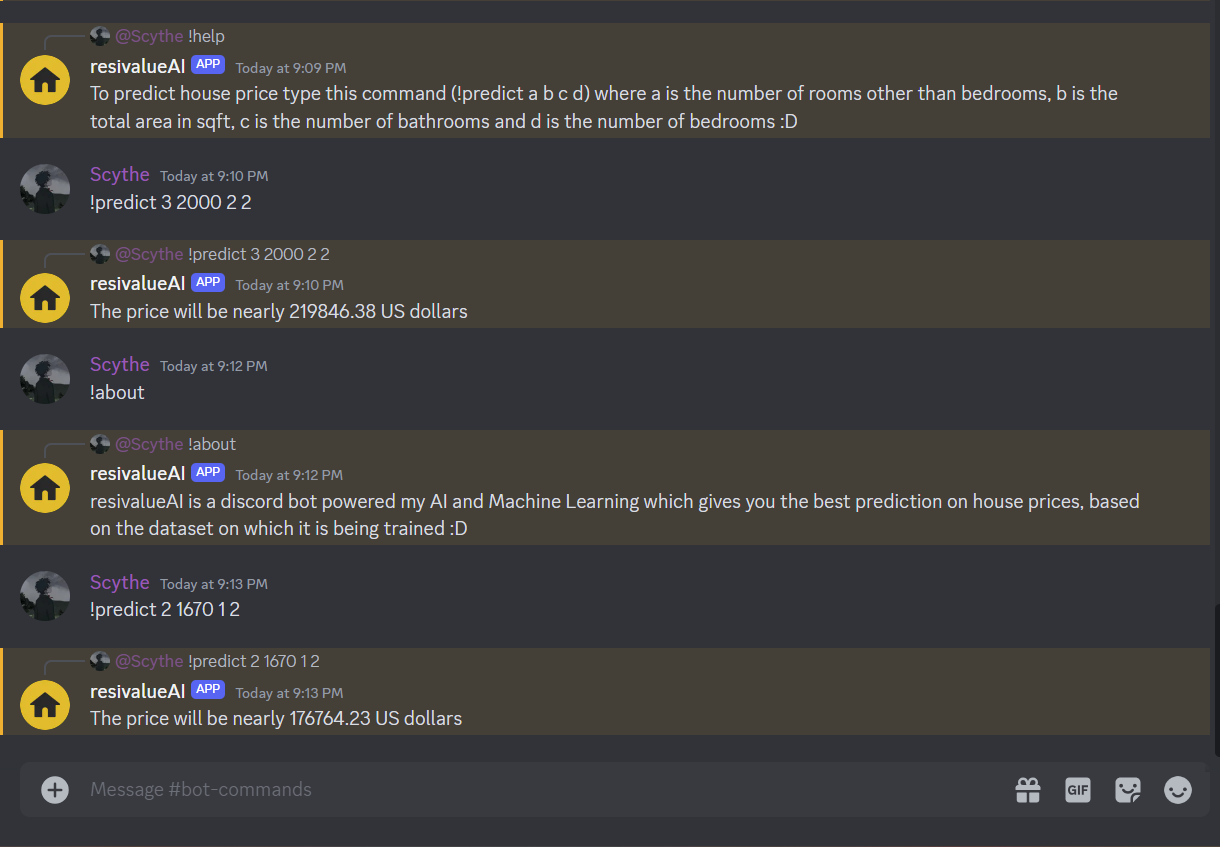 @Scythe !help
resivalueAI APP Today at 9:09 PM
To predict house price type this command (!predict a b c d) where a is the number of rooms other than bedrooms, b is the
total area in sqft, c is the number of bathrooms and d is the number of bedrooms :D
Scythe Today at 9:10 PM
!predict 3 2000 2 2
@Scythe !predict 3 2000 2 2
resivalueAI APP Today at 9:10 PM
The price will be nearly 219846.38 US dollars
Scythe Today at 9:12 PM
!about
@Scythe !about
resivalueAI APP Today at 9:12 PM
resivalueAI is a discord bot powered my AI and Machine Learning which gives you the best prediction on house prices, based
on the dataset on which it is being trained :D
Scythe Today at 9:13 PM
!predict 2 1670 1 2
@Scythe !predict 2 1670 1 2
resivalueAI APP Today at 9:13 PM
The price will be nearly 176764.23 US dollars
Message #bot-commands GIF